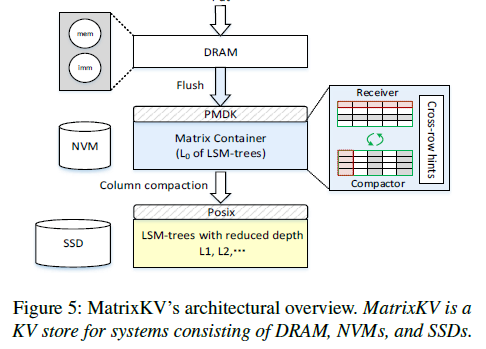 mem
Imm
DRAM
Flush
PMDK
Matrix Container
(L0 of LSM-trees)
NVM
Receiver
Compactor
Cross-row hints
Column compaction
Posix
SSD
LSM-trees with reduced depth
L1, L2,···
Figure 5: MatrixKV's architectural overview. MatrixKV is a
KV store for systems consisting of DRAM, NVMs, and SSDs.